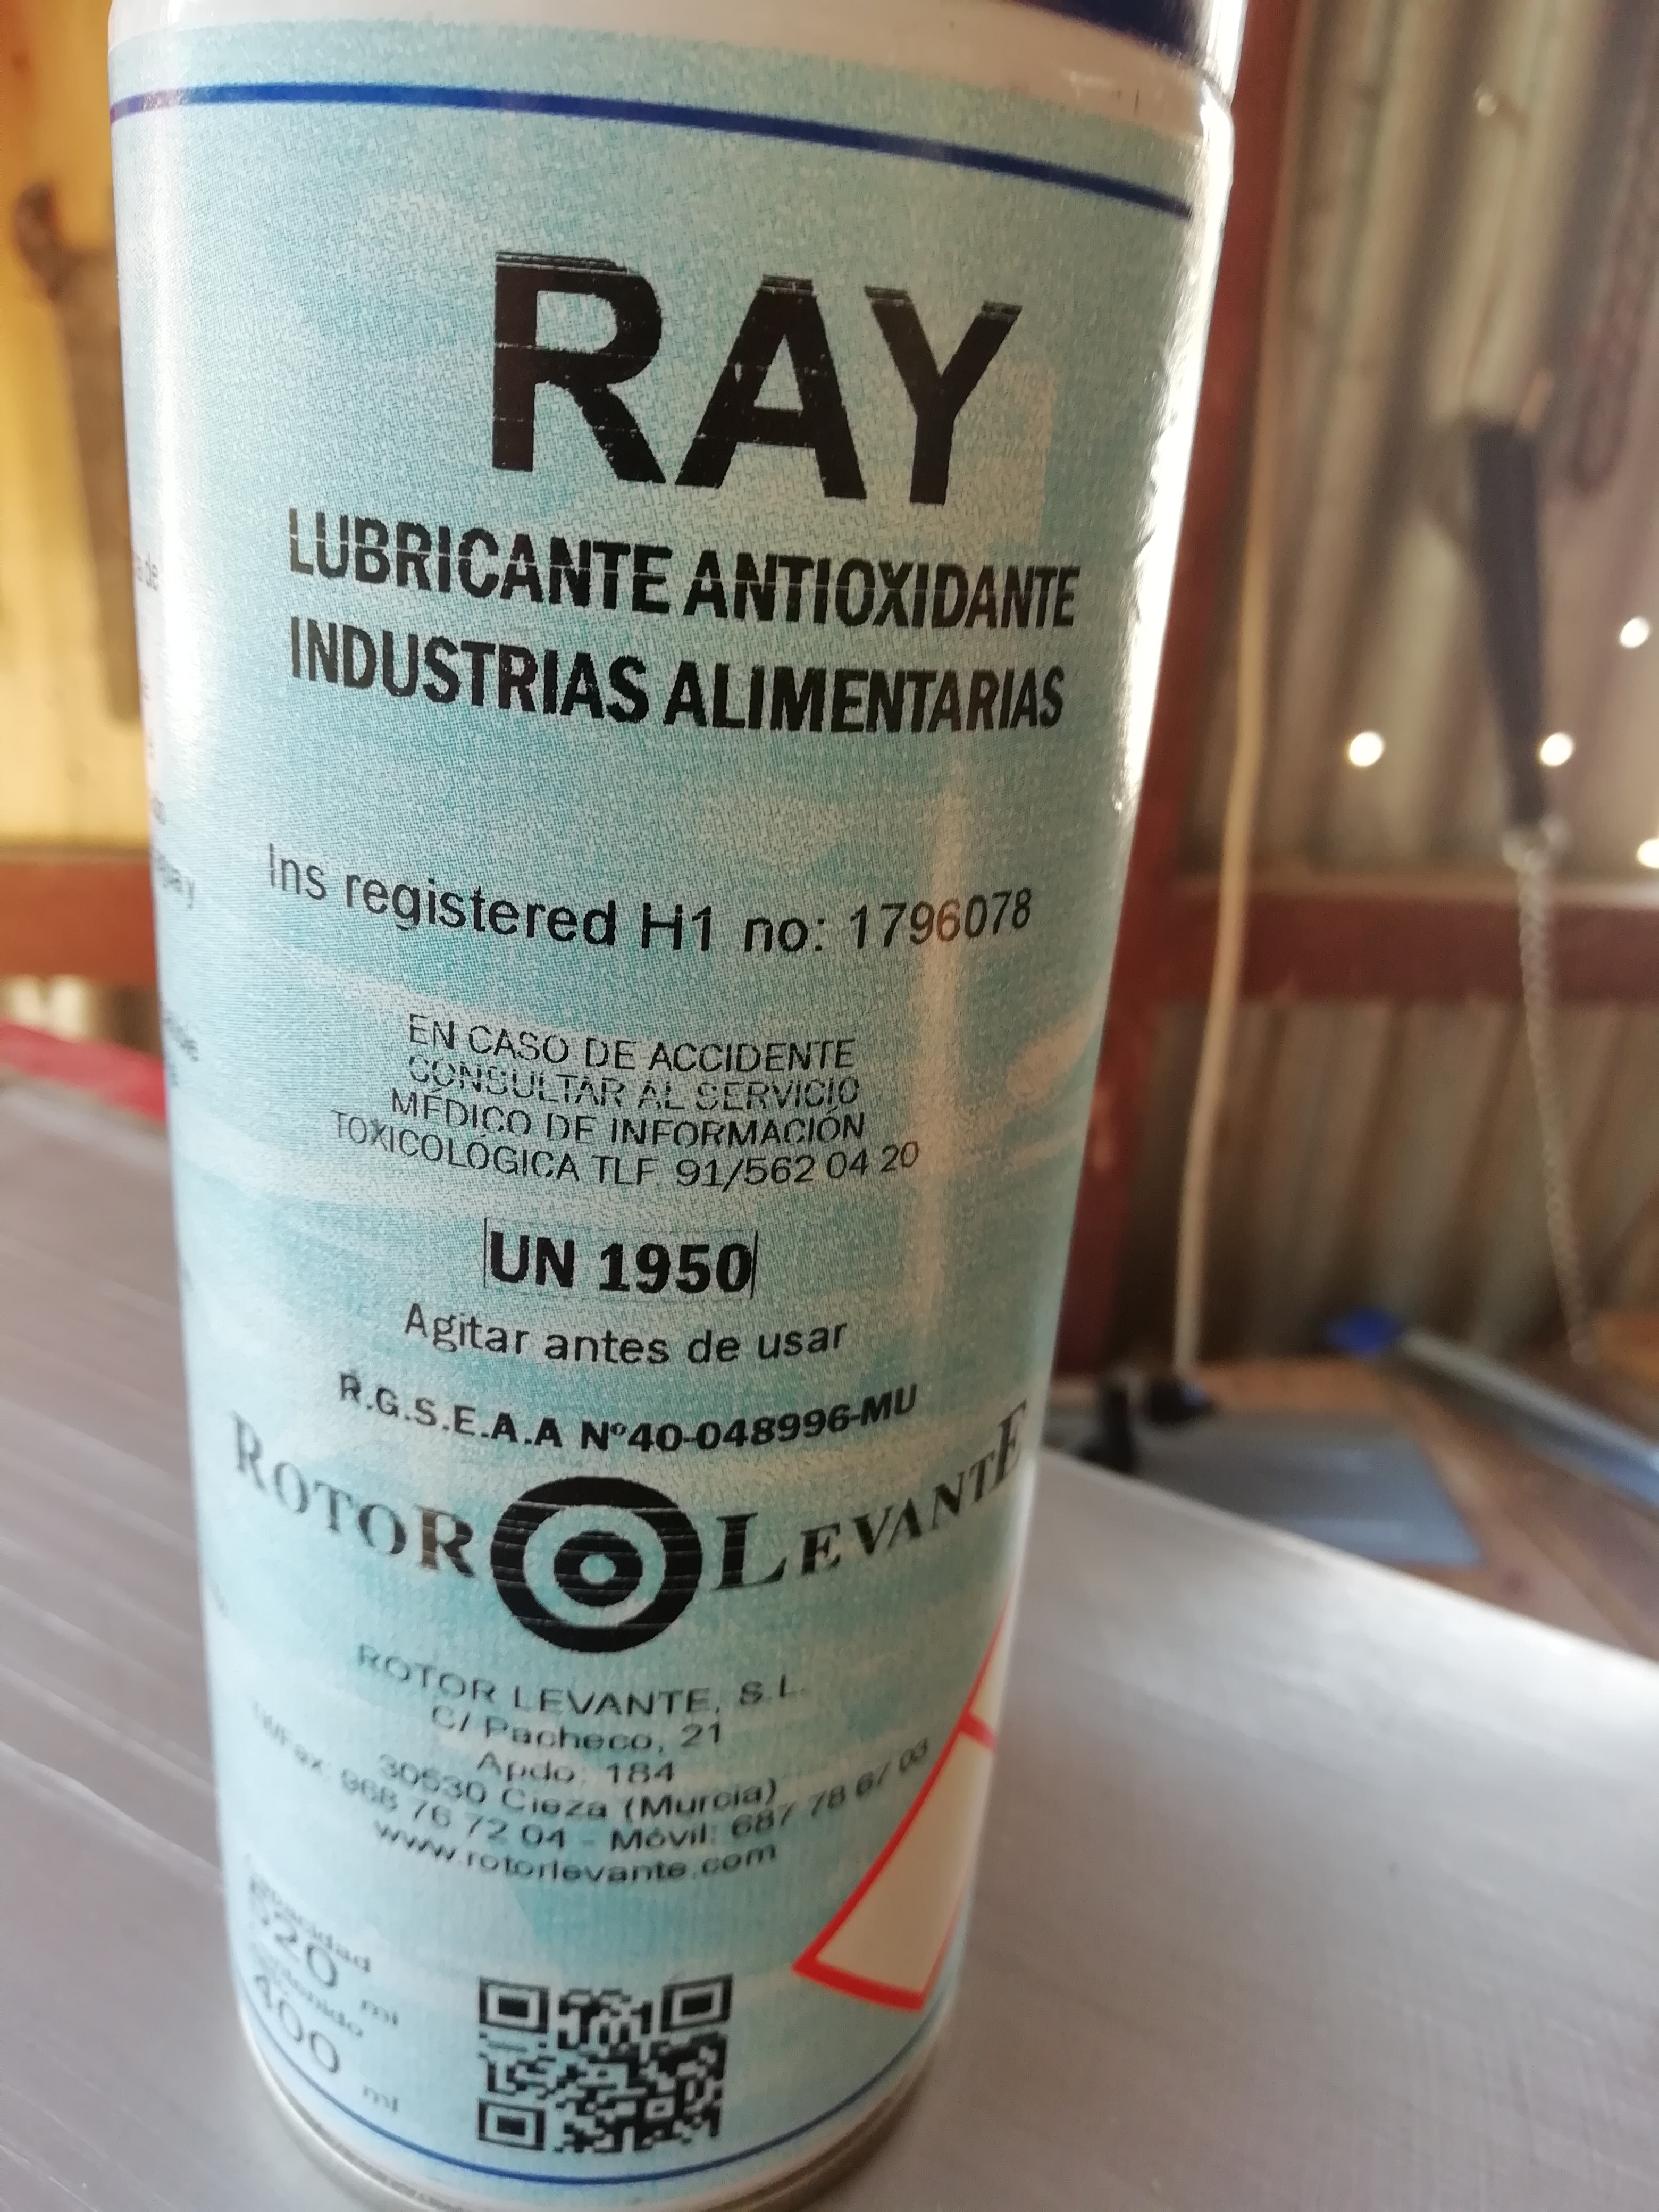 RAY
LUBRICANTE ANTIOXIDANTE
INDUSTRIAS ALIMENTARIAS
Ins registered H1 no: 1796078
EN CASO DE ACCIDENTE
CONSULTAR AL SERVICIO
MÉDICO DE INFORMACIÓN
TOXICOLÓGICA TLF. 91/562 04 20
UN 1950
Agitar antes de usar
R.G.S.E.A.A Nº40-048996-MU
ROTOR LEVANTE
ROTOR LEVANTE, S.L.
C/ Pacheco, 21
Apdo: 184
30530 Cieza (Murcia)
968 76 72 04 - Móvil: 687 78 67 03
www.rotorlevante.com
520 ml
400 ml